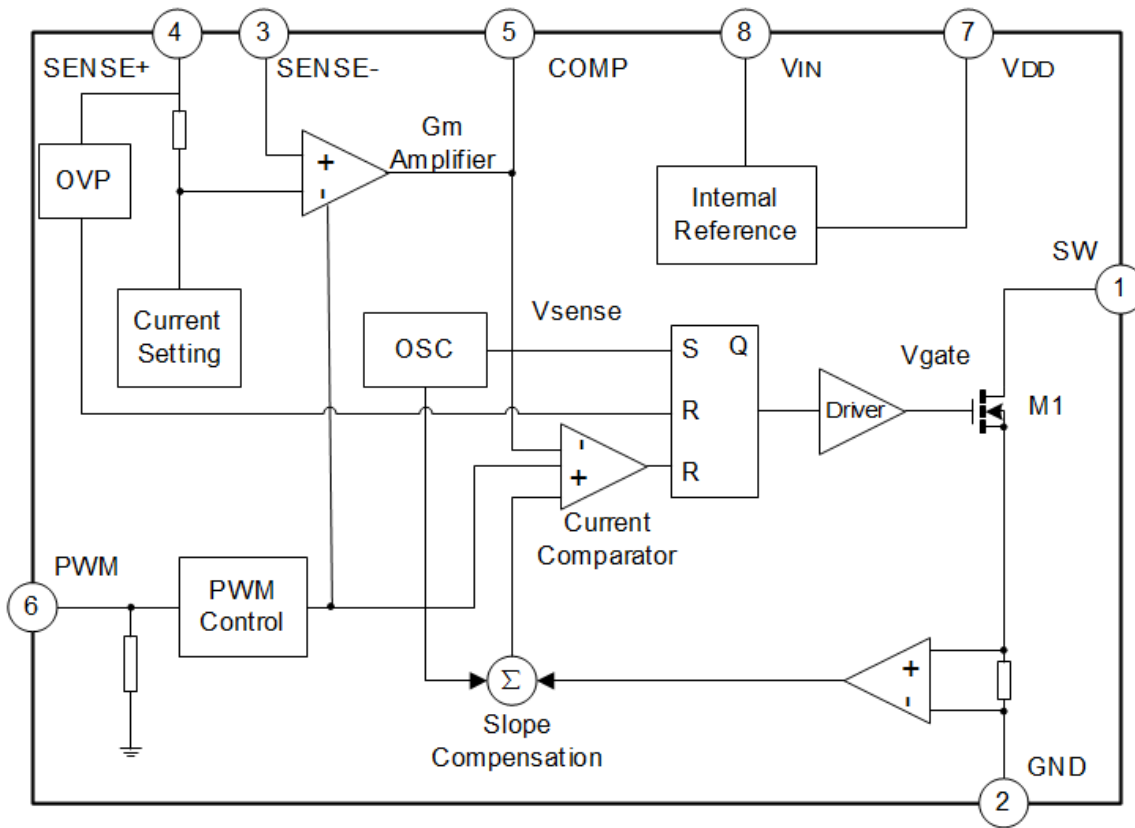 4
3
5
8
7
SENSE+
SENSE-
COMP
VIN
VDD
Gm
Amplifier
OVP
+
-
Internal
Reference
SW
1
Current
Setting
Vsense
OSC
S
Q
Vgate
R
Driver
M1
-
+
R
Current
Comparator
PWM
6
PWM
Control
Σ
+
-
Slope
Compensation
GND
2